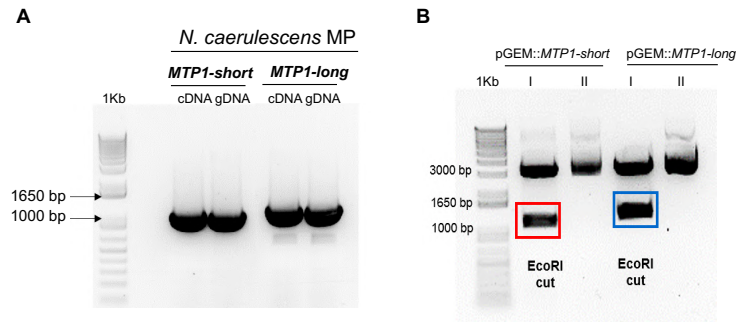 A
N. caerulescens MP
MTP1-short MTP1-long
1Kb cDNA gDNA cDNA gDNA
1650 bp
1000 bp
B
pGEM::MTP1-short pGEM::MTP1-long
1Kb I II I II
3000 bp
1650 bp
1000 bp
EcoRI EcoRI
cut cut